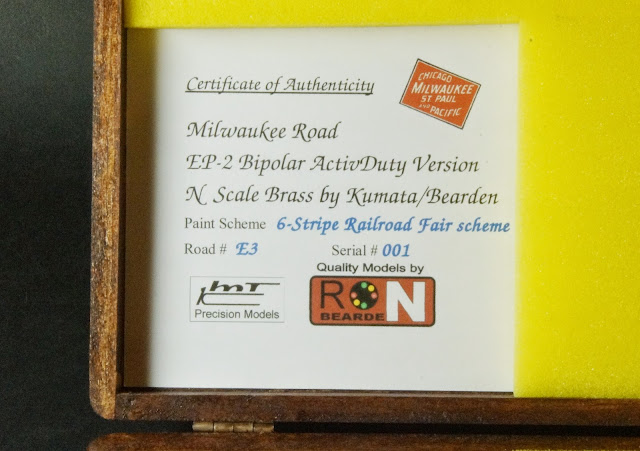 Certificate of Authenticity
CHICAGO
MILWAUKEE
ST. PAUL
AND PACIFIC
Milwaukee Road
EP-2 Bipolar ActivDuty Version
N Scale Brass by Kumata/Bearden
Paint Scheme 6-Stripe Railroad Fair scheme
Road # E3 Serial # 001
KMT
Precision Models
Quality Models by
RON
BEARDEN